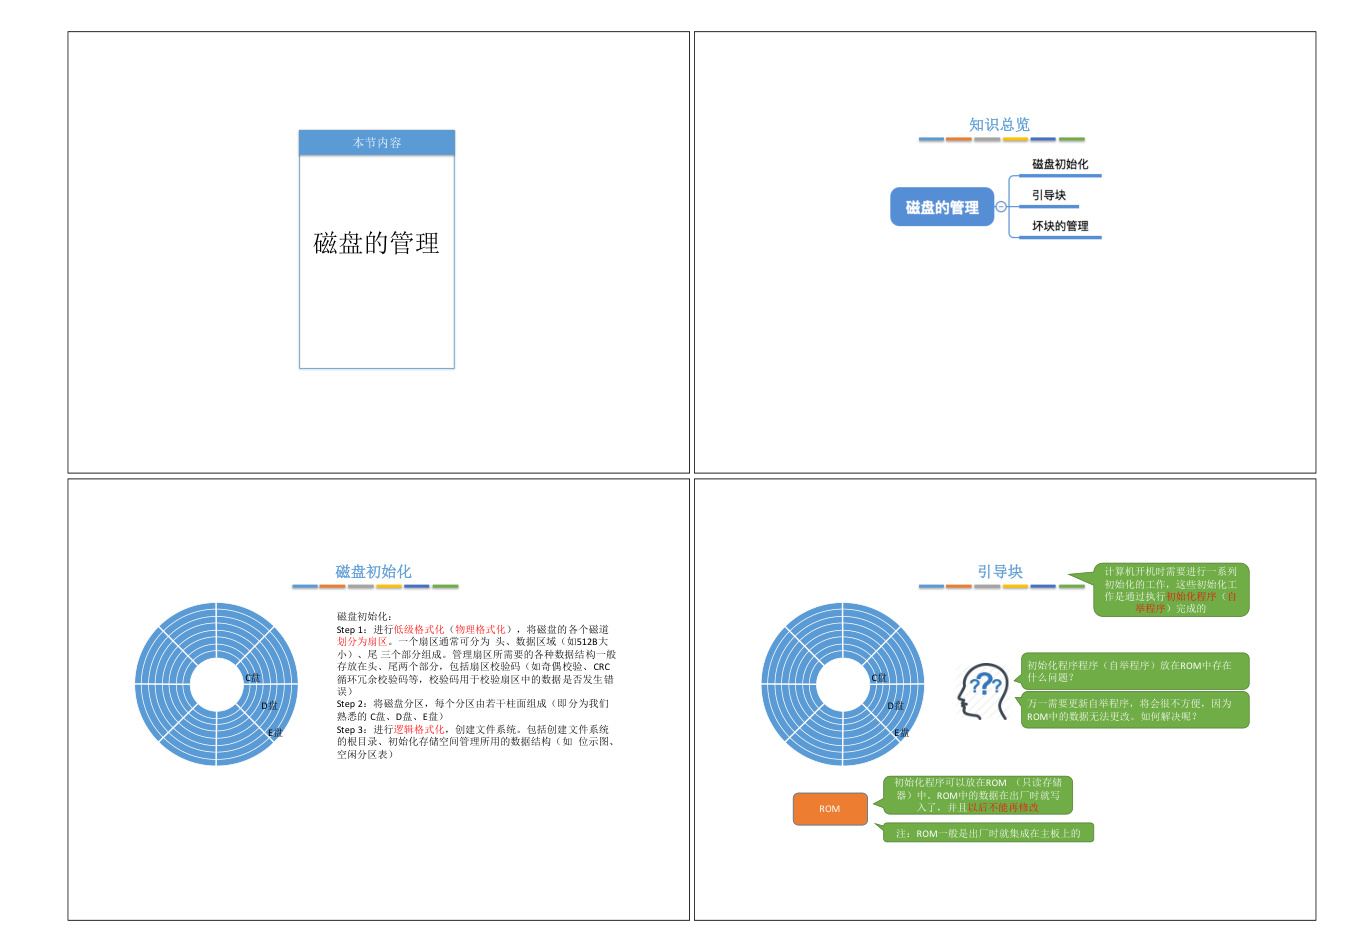 本节内容
磁盘的管理
知识总览
磁盘的管理
磁盘初始化
引导块
坏块的管理
磁盘初始化
C盘
D盘
E盘
磁盘初始化:
Step 1：进行低级格式化（物理格式化），将磁盘的各个磁道
划分为扇区。一个扇区通常可分为 头、数据区域（如512B大
小）、尾 三个部分组成。管理扇区所需要的各种数据结构一般
存放在头、尾两个部分，包括扇区校验码（如奇偶校验、CRC
循环冗余校验码等，校验码用于校验扇区中的数据是否发生错
误）
Step 2：将磁盘分区，每个分区由若干柱面组成（即分为我们
熟悉的 C盘、D盘、E盘）
Step 3：进行逻辑格式化，创建文件系统。包括创建文件系统
的根目录、初始化存储空间管理所用的数据结构（如 位示图、
空闲分区表）
引导块
计算机开机时需要进行一系列
初始化的工作，这些初始化工
作是通过执行初始化程序（自
举程序）完成的
C盘
D盘
E盘
初始化程序程序（自举程序）放在ROM中存在
什么问题？
万一需要更新自举程序，将会很不方便，因为
ROM中的数据无法更改。如何解决呢？
ROM
初始化程序可以放在ROM （只读存储
器）中。ROM中的数据在出厂时就写
入了，并且以后不能再修改
注：ROM一般是出厂时就集成在主板上的